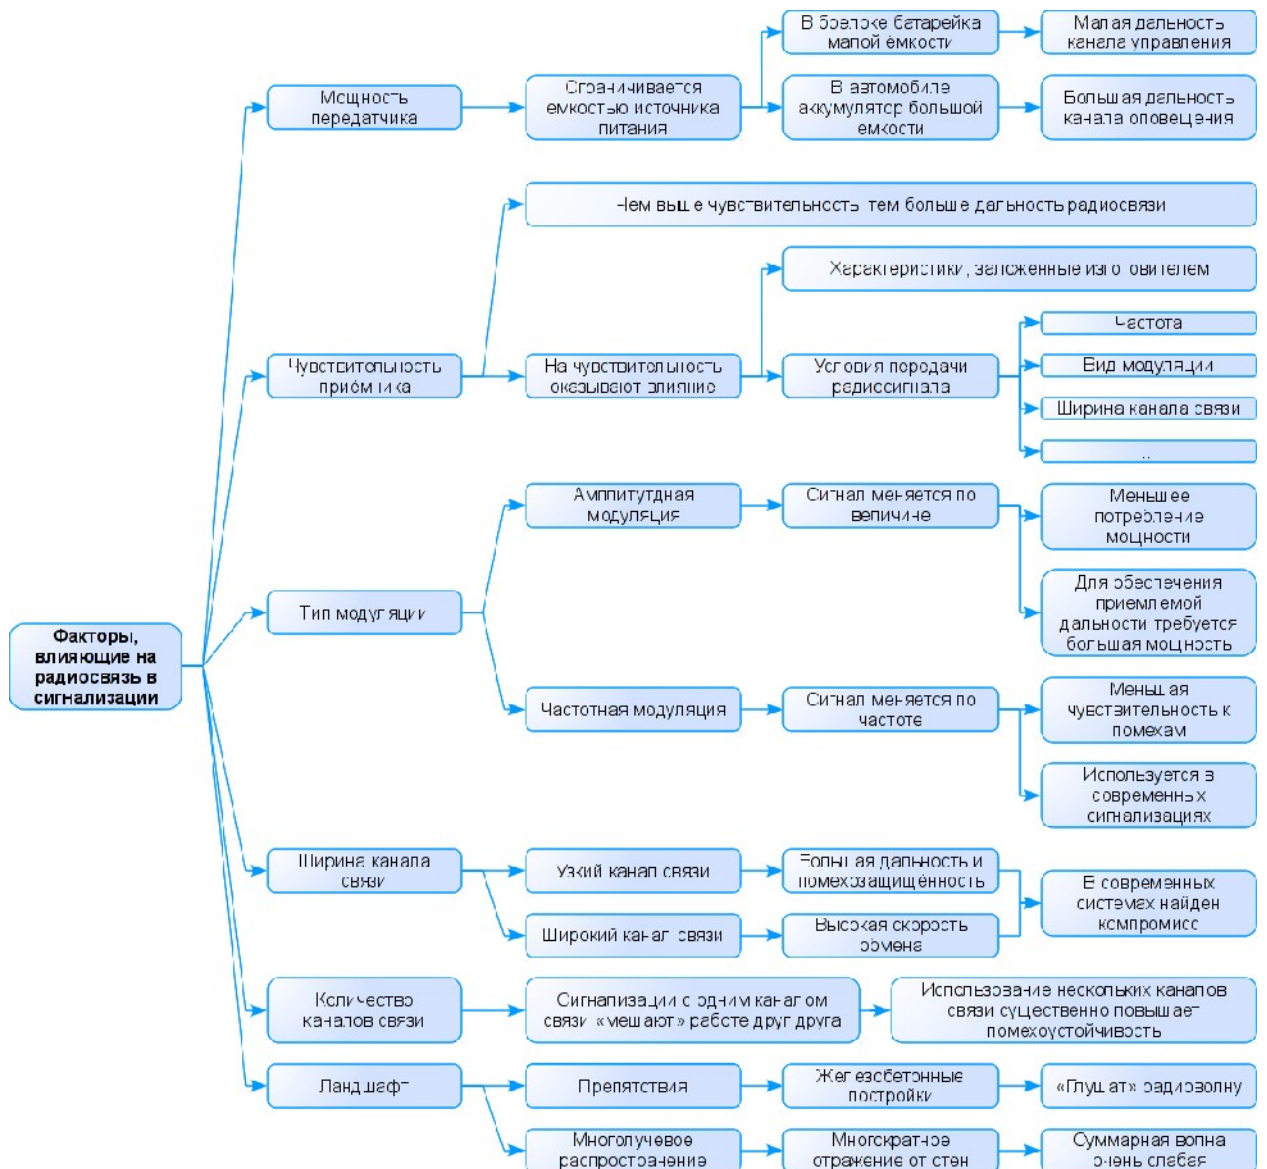 В брелоке батарейка
малой ёмкости
Малая дальность
канала управления
Мощность
передатчика
Ограничивается
емкостью источника
питания
В автомобиле
аккумулятор большой
емкости
Большая дальность
канала оповещения
Чем выше чувствительность тем больше дальность радиосвязи
Характеристики, заложенные изготовителем
Чувствительность
приёмника
На чувствительность
оказывают влияние
Условия передачи
радиосигнала
Частота
Вид модуляции
Ширина канала связи
..
Амплитутдная
модуляция
Сигнал меняется по
величине
Меньшее
потребление
мощности
Для обеспечения
приемлемой
дальности требуется
большая мощность
Тип модуляции
Факторы,
влияющие на
радиосвязь в
сигнализации
Частотная модуляция
Сигнал меняется по
частоте
Меньшая
чувствительность к
помехам
Используется в
современных
сигнализациях
Ширина канала
связи
Узкий канал связи
Большая дальность и
помехозащищённость
Широкий канал связи
Высокая скорость
обмена
В современных
системах найден
компромисс
Количество
каналов связи
Сигнализации с одним каналом
связи «мешают» работе друг друга
Использование нескольких каналов
связи существенно повышает
помехоустойчивость
Ландшафт
Препятствия
Железобетонные
постройки
«Глушат» радиоволну
Многолучевое
распространение
Многократное
отражение от стен
Суммарная волна
очень слабая